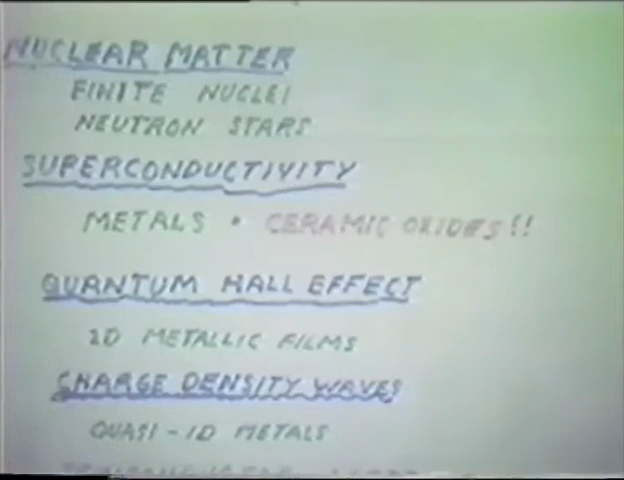 NUCLEAR MATTER
FINITE NUCLEI
NEUTRON STARS
SUPERCONDUCTIVITY
METALS • CERAMIC OXIDES!!
QUANTUM HALL EFFECT
2D METALLIC FILMS
CHARGE DENSITY WAVES
QUASI-1D METALS